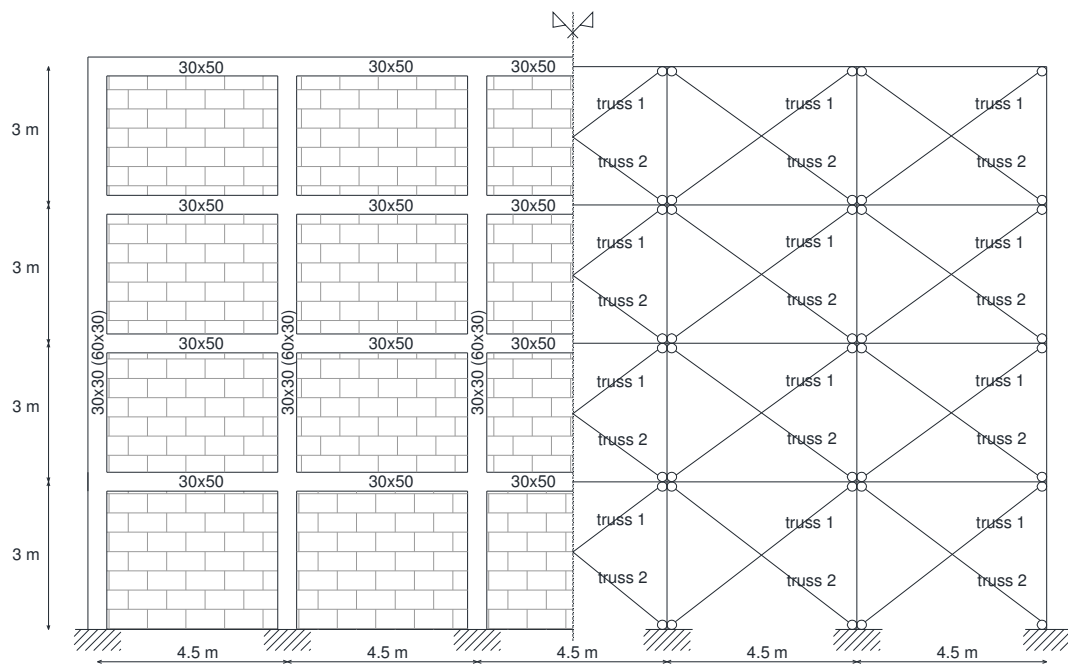 30x50 30x50 30x50
truss 1 truss 1 truss 1
3 m
truss 2 truss 2 truss 2
30x50 30x50 30x50
truss 1 truss 1 truss 1
3 m
truss 2 truss 2 truss 2
30x50 30x50 30x50
30x30 (60x30) 30x30 (60x30) 30x30 (60x30)
truss 1 truss 1 truss 1
3 m
truss 2 truss 2 truss 2
30x50 30x50 30x50
truss 1 truss 1 truss 1
3 m
truss 2 truss 2 truss 2
4.5 m 4.5 m 4.5 m 4.5 m 4.5 m